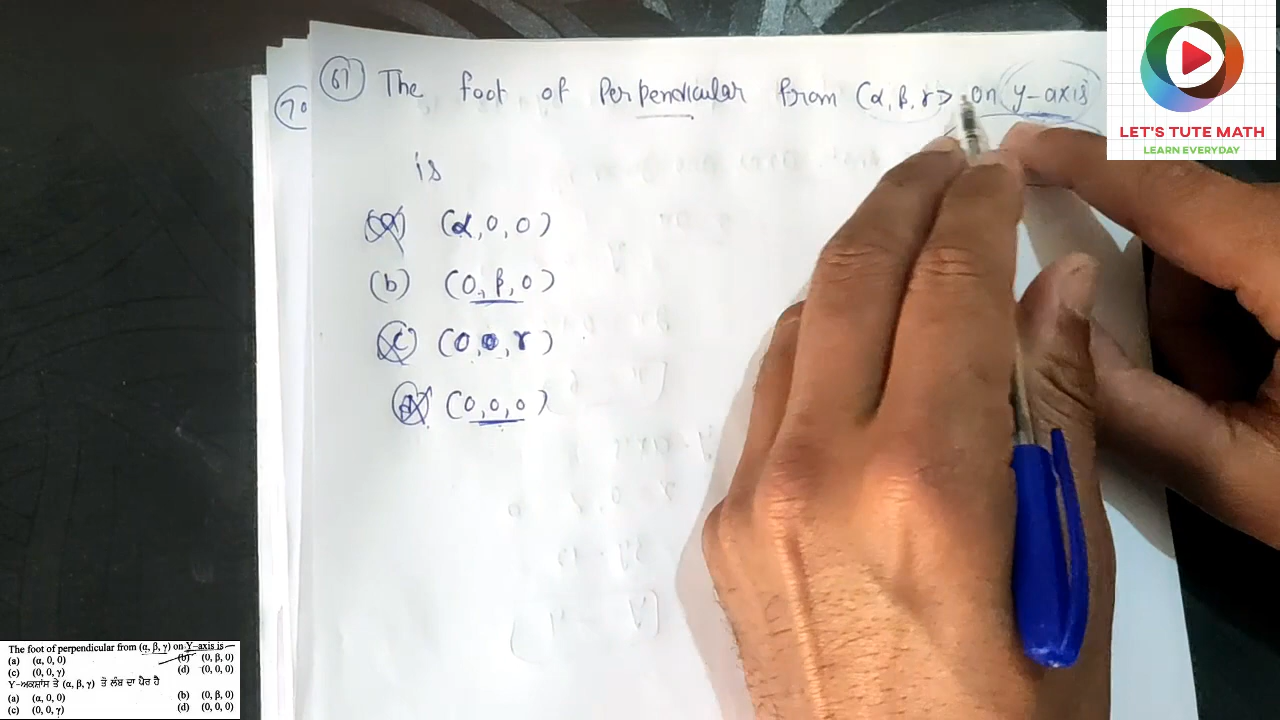 67 The foot of Perpendicular from (α, β, γ) on y-axis
70
is
(a) (α, 0, 0)
(b) (0, β, 0)
(c) (0, 0, γ)
(d) (0, 0, 0)
LET'S TUTE MATH
LEARN EVERYDAY
The foot of perpendicular from (α, β, γ) on Y–axis is
(a) (α, 0, 0) (b) (0, β, 0)
(c) (0, 0, γ) (d) (0, 0, 0)
Y–ਅਕਸ਼ਾਂਸ ਤੇ (α, β, γ) ਤੋਂ ਲੰਬ ਦਾ ਪੈਰ ਹੈ
(a) (α, 0, 0) (b) (0, β, 0)
(c) (0, 0, γ) (d) (0, 0, 0)